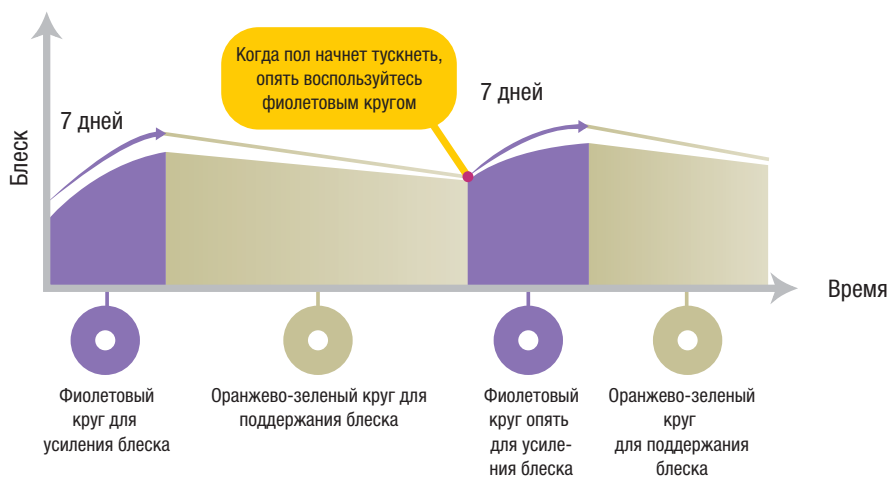 Когда пол начнет тускнеть,
опять воспользуйтесь
фиолетовым кругом
7 дней
7 дней
Блеск
Время
Фиолетовый
круг для
усиления блеска
Оранжево-зеленый круг для
поддержания блеска
Фиолетовый
круг опять
для усиле-
ния блеска
Оранжево-зеленый
круг
для поддержания
блеска